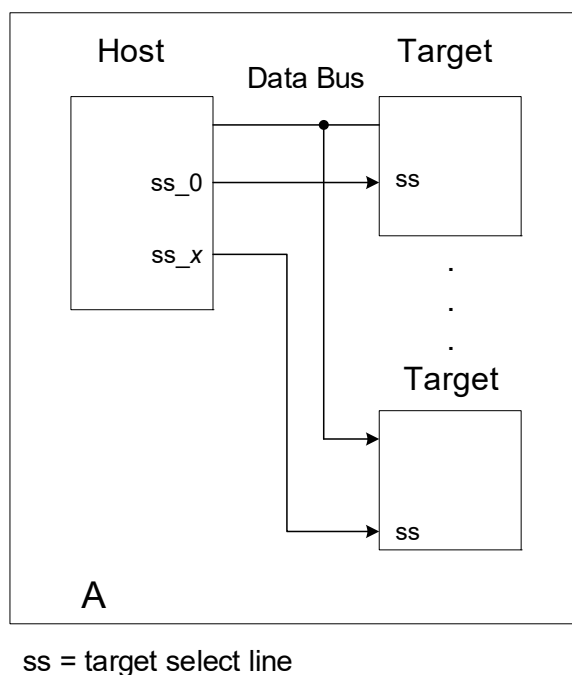 Host
Target
Data Bus
ss_0
ss
ss_x
.
.
.
Target
ss
A
ss = target select line